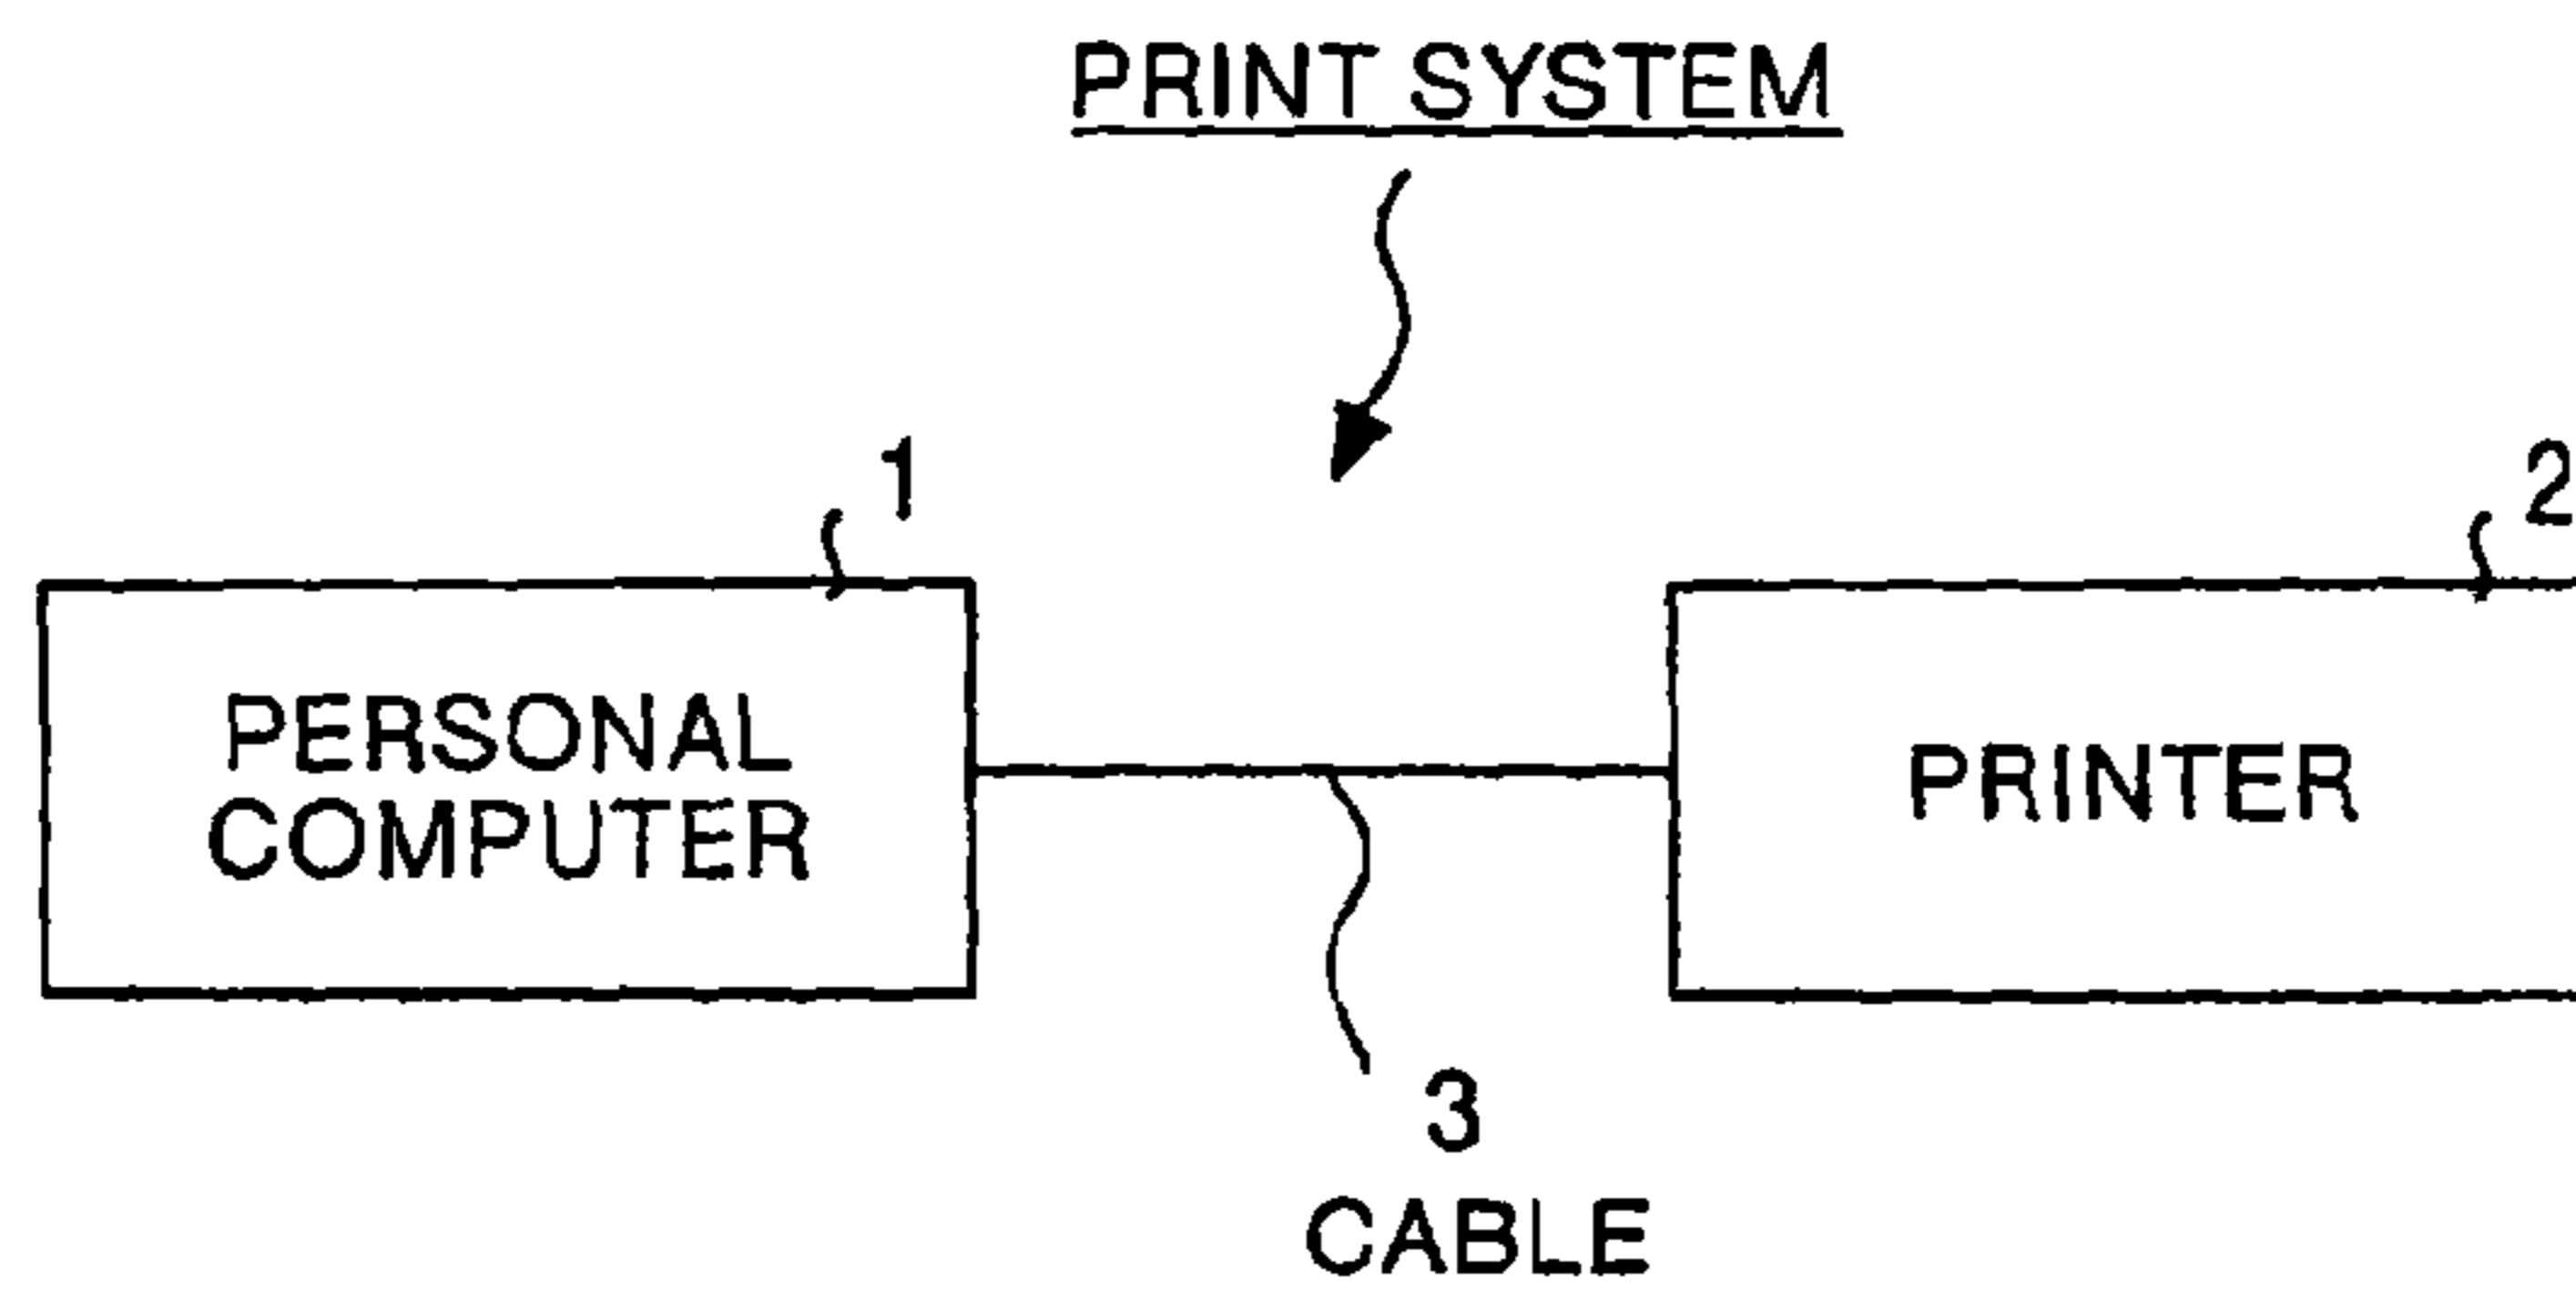 PRINT SYSTEM
1
2
PERSONAL
COMPUTER
PRINTER
3
CABLE